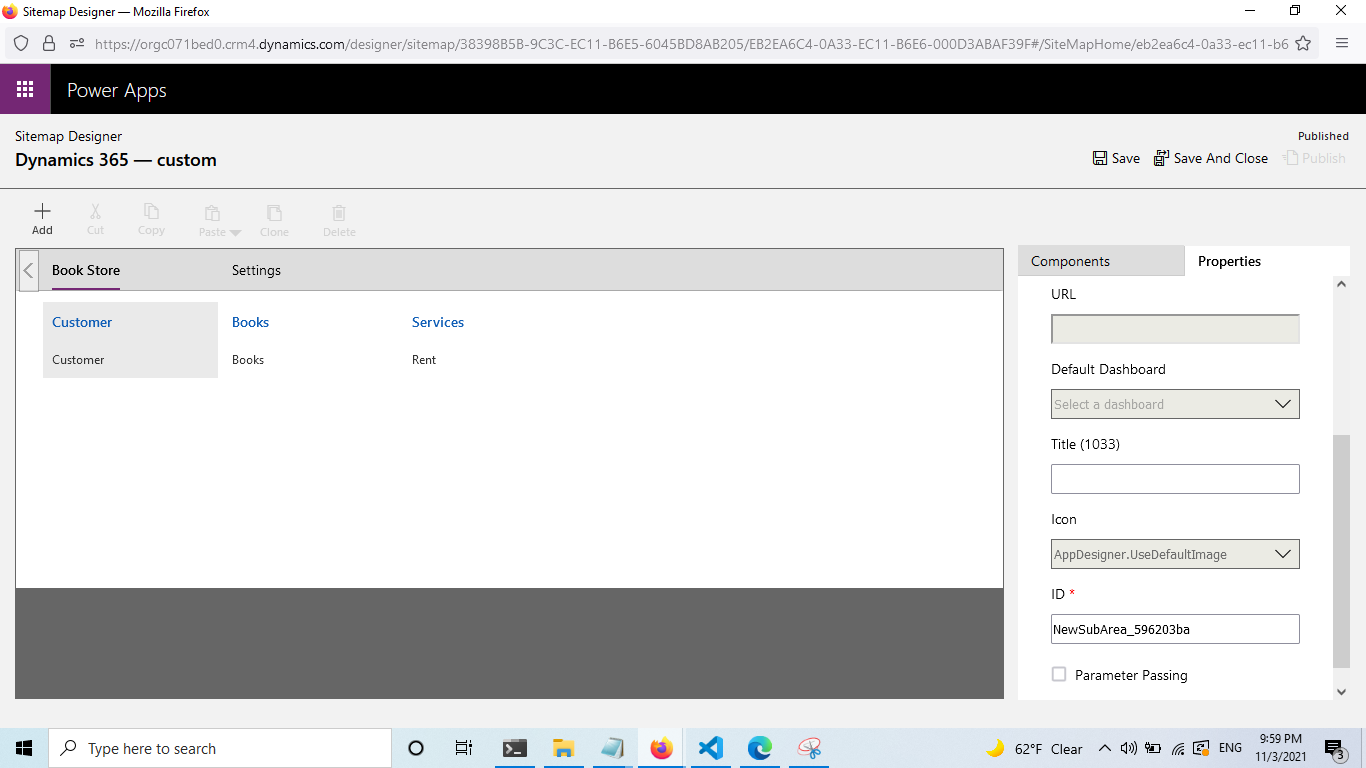 Sitemap Designer — Mozilla Firefox
https://orgc071bed0.crm4.dynamics.com/designer/sitemap/38398B5B-9C3C-EC11-B6E5-6045BD8AB205/EB2EA6C4-0A33-EC11-B6E6-000D3ABAF39F#/SiteMapHome/eb2ea6c4-0a33-ec11-b6
Power Apps
Sitemap Designer
Published
Dynamics 365 — custom
Save Save And Close Publish
Add Cut Copy Paste Clone Delete
Components Properties
Book Store Settings
URL
Customer Books Services
Customer Books Rent
Default Dashboard
Select a dashboard
Title (1033)
Icon
AppDesigner.UseDefaultImage
ID *
NewSubArea_596203ba
Parameter Passing
Type here to search
62°F Clear
ENG
9:59 PM
11/3/2021
3